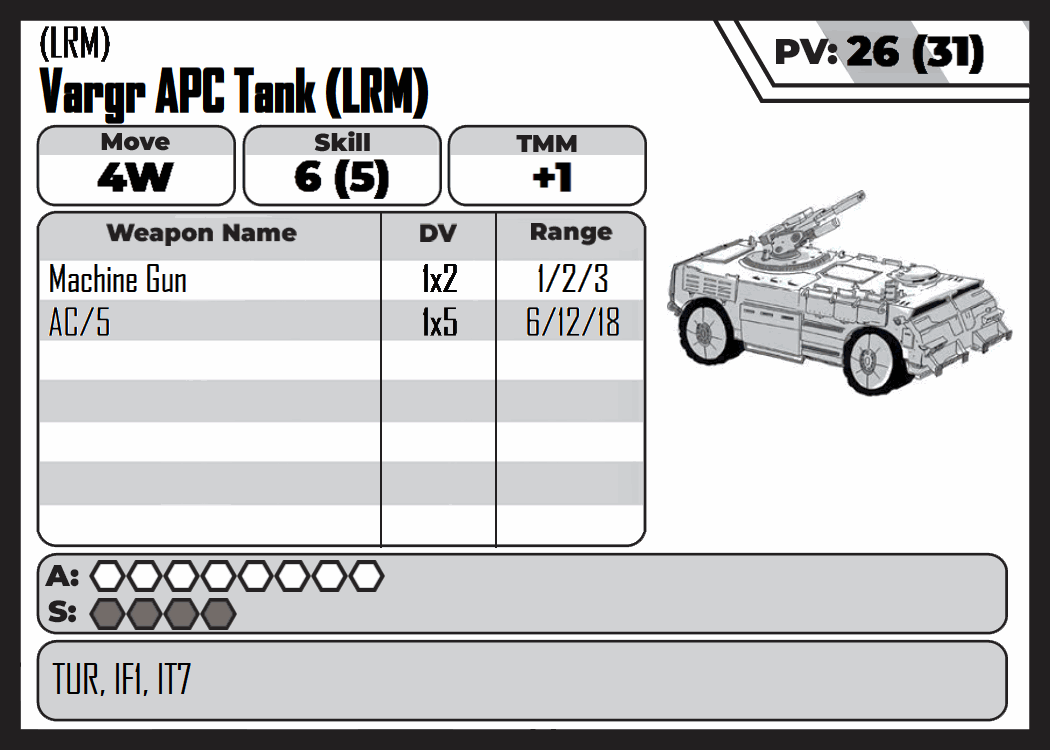 (LRM)
Vargr APC Tank (LRM)
PV: 26 (31)
Move Skill TMM
4W 6 (5) +1
Weapon Name DV Range
Machine Gun 1x2 1/2/3
AC/5 1x5 6/12/18
A:
S:
TUR, IF1, IT7